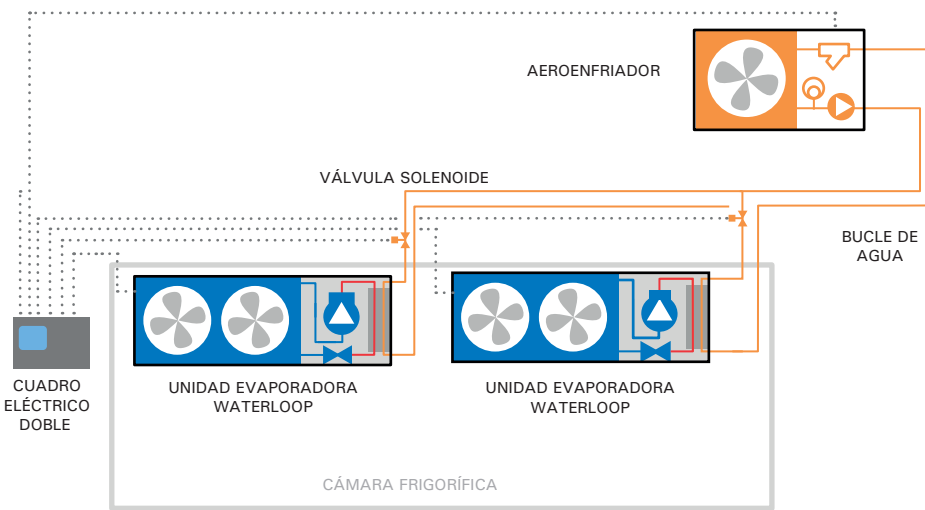 AEROENFRIADOR
VÁLVULA SOLENOIDE
BUCLE DE
AGUA
CUADRO
ELÉCTRICO
DOBLE
UNIDAD EVAPORADORA
WATERLOOP
UNIDAD EVAPORADORA
WATERLOOP
CÁMARA FRIGORÍFICA